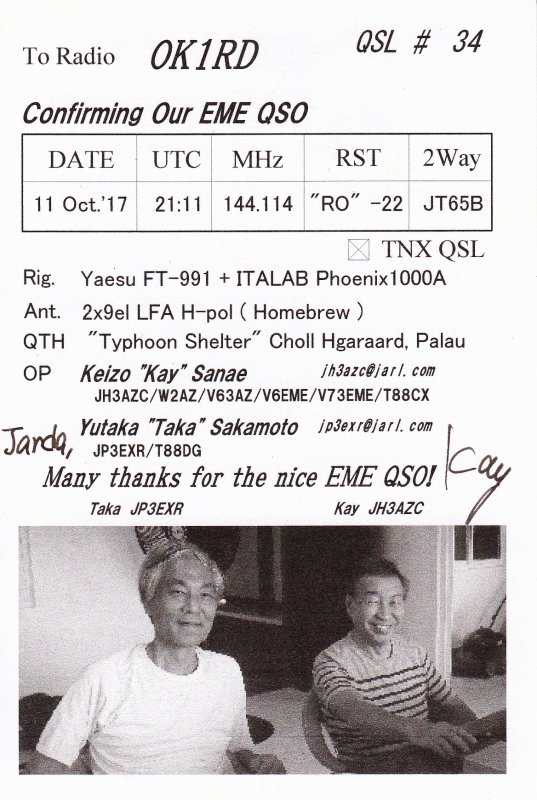 To Radio OK1RD QSL # 34
Confirming Our EME QSO
DATE UTC MHz RST 2Way
11 Oct.'17 21:11 144.114 "RO" -22 JT65B
TNX QSL
Rig. Yaesu FT-991 + ITALAB Phoenix1000A
Ant. 2x9el LFA H-pol ( Homebrew )
QTH "Typhoon Shelter" Choll Hgaraard, Palau
OP Keizo "Kay" Sanae jh3azc@jarl.com
JH3AZC/W2AZ/V63AZ/V6EME/V73EME/T88CX
Yutaka "Taka" Sakamoto jp3exr@jarl.com
Janda, JP3EXR/T88DG
Many thanks for the nice EME QSO! Kay
Taka JP3EXR Kay JH3AZC